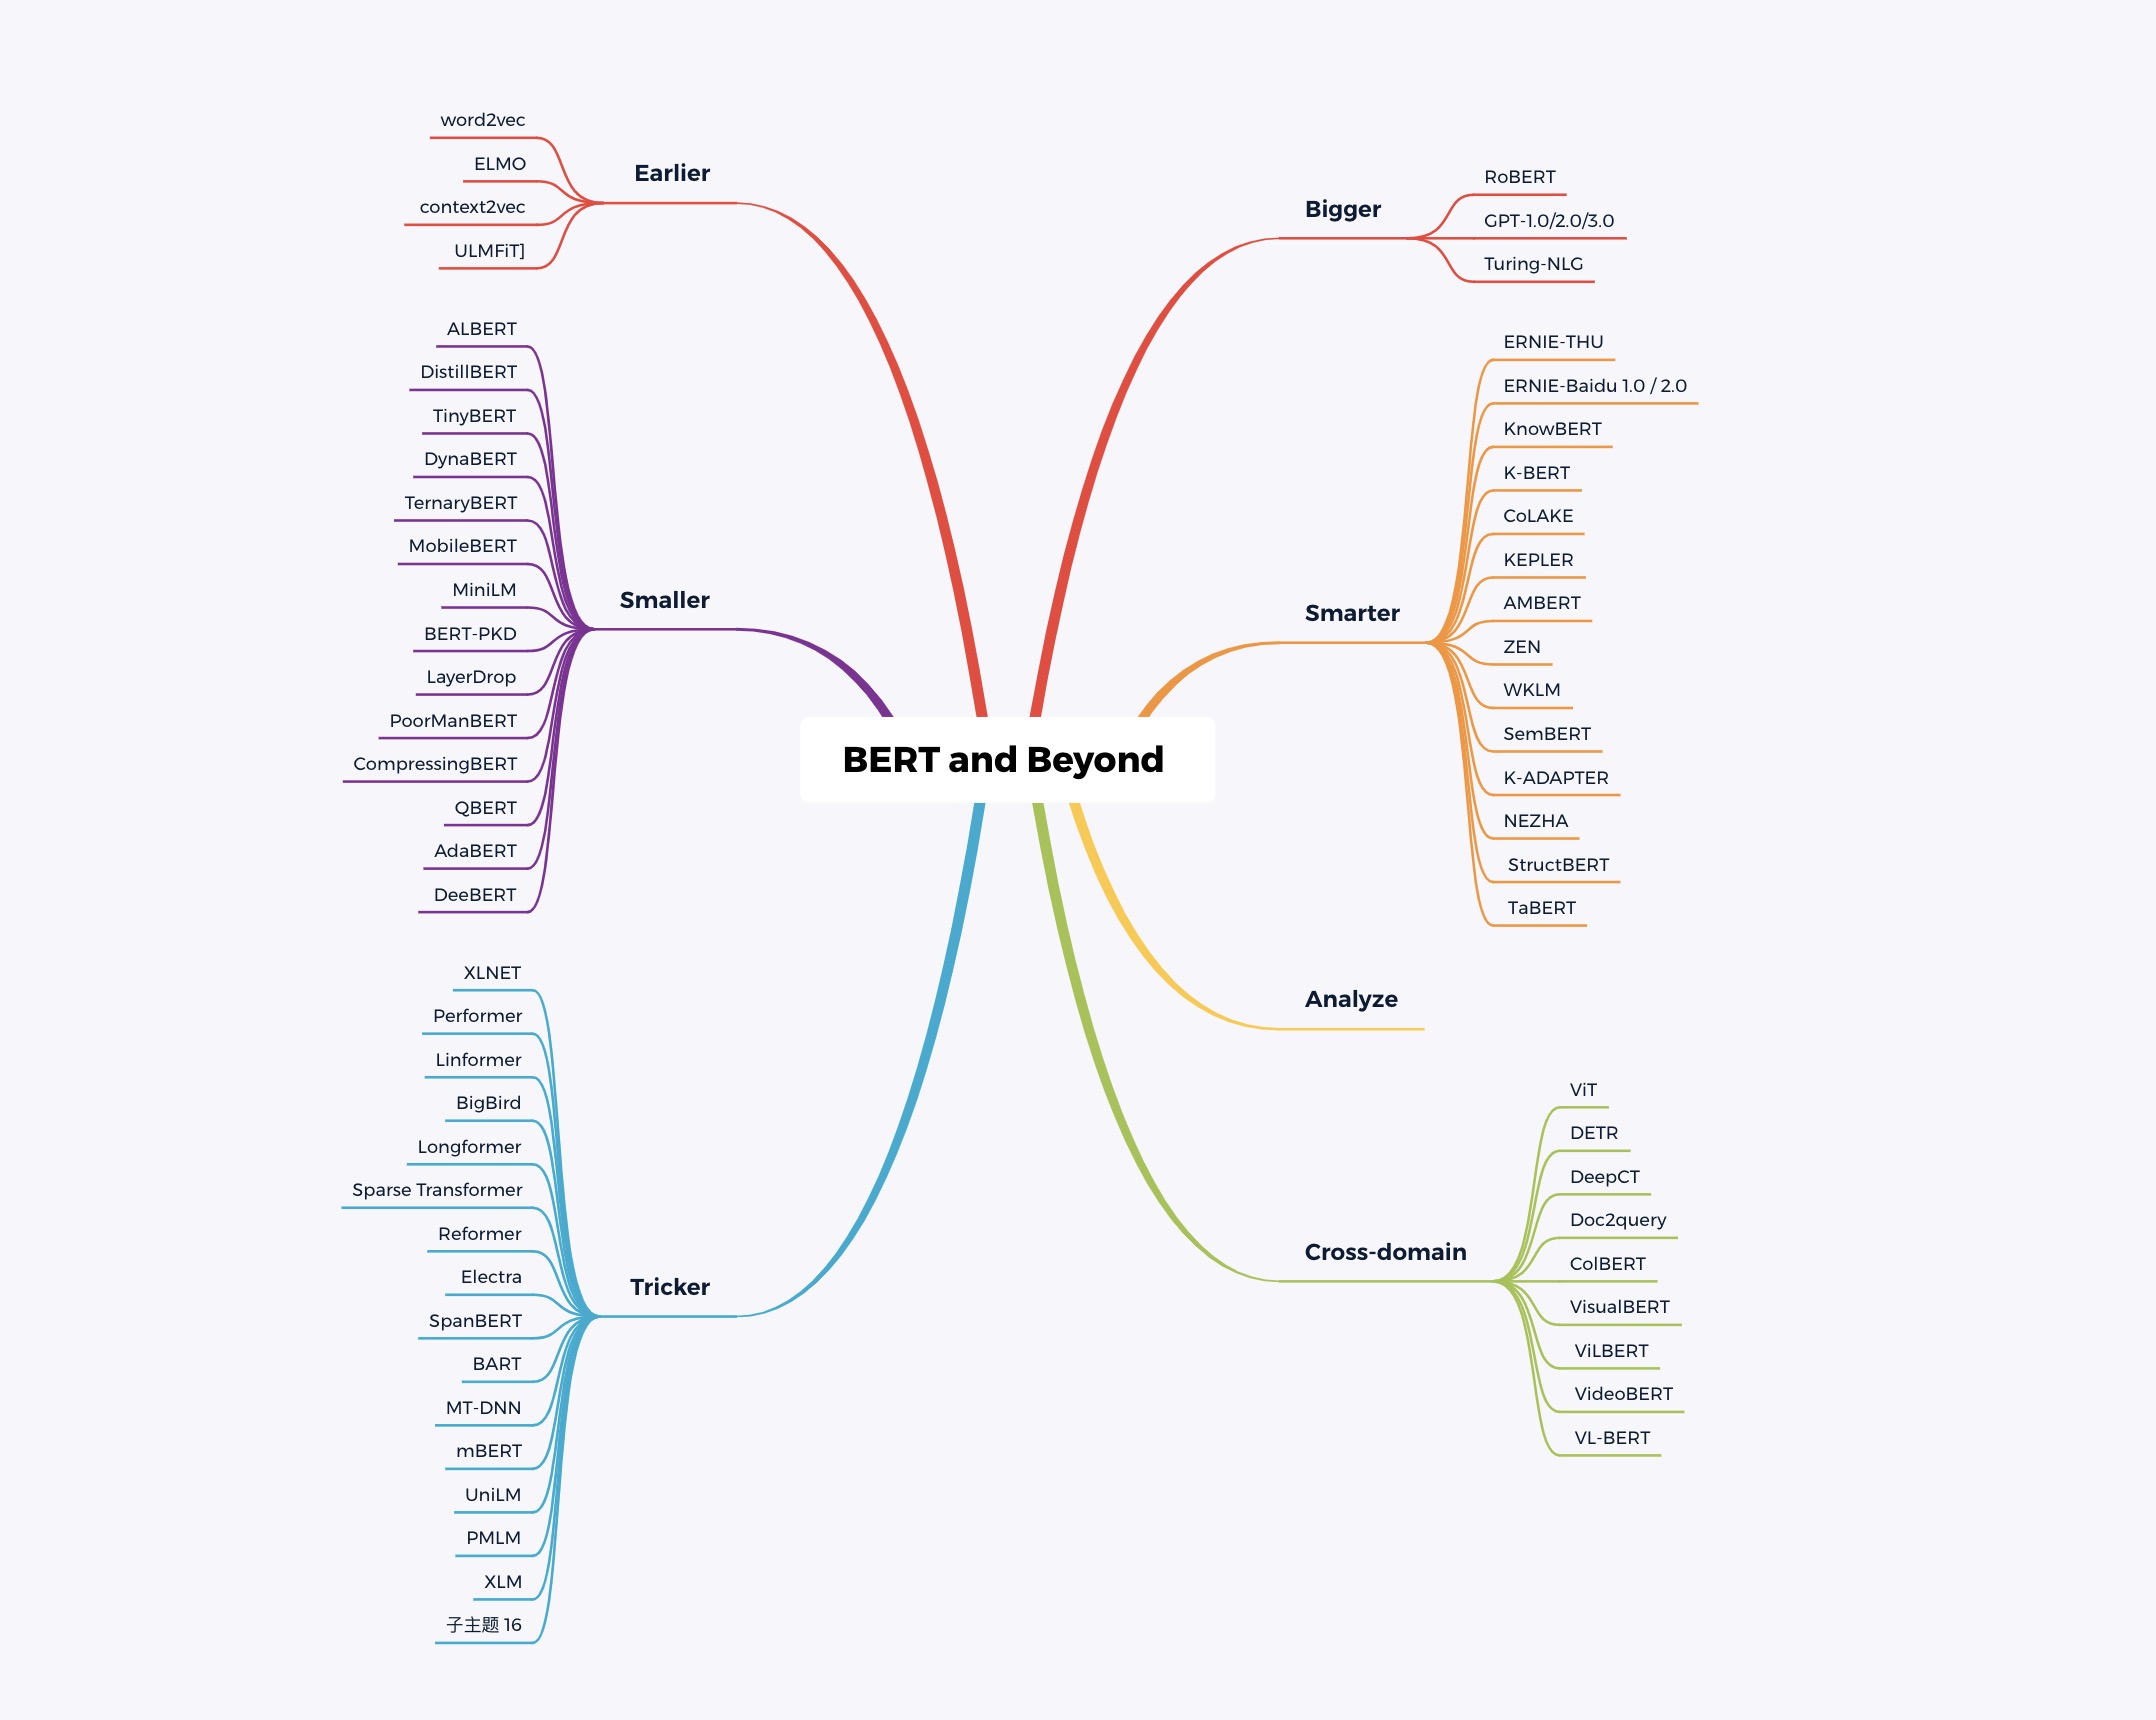 BERT and Beyond
Earlier
word2vec
ELMO
context2vec
ULMFiT]
Smaller
ALBERT
DistillBERT
TinyBERT
DynaBERT
TernaryBERT
MobileBERT
MiniLM
BERT-PKD
LayerDrop
PoorManBERT
CompressingBERT
QBERT
AdaBERT
DeeBERT
Tricker
XLNET
Performer
Linformer
BigBird
Longformer
Sparse Transformer
Reformer
Electra
SpanBERT
BART
MT-DNN
mBERT
UniLM
PMLM
XLM
子主题 16
Bigger
RoBERT
GPT-1.0/2.0/3.0
Turing-NLG
Smarter
ERNIE-THU
ERNIE-Baidu 1.0 / 2.0
KnowBERT
K-BERT
CoLAKE
KEPLER
AMBERT
ZEN
WKLM
SemBERT
K-ADAPTER
NEZHA
StructBERT
TaBERT
Analyze
Cross-domain
ViT
DETR
DeepCT
Doc2query
ColBERT
VisualBERT
ViLBERT
VideoBERT
VL-BERT